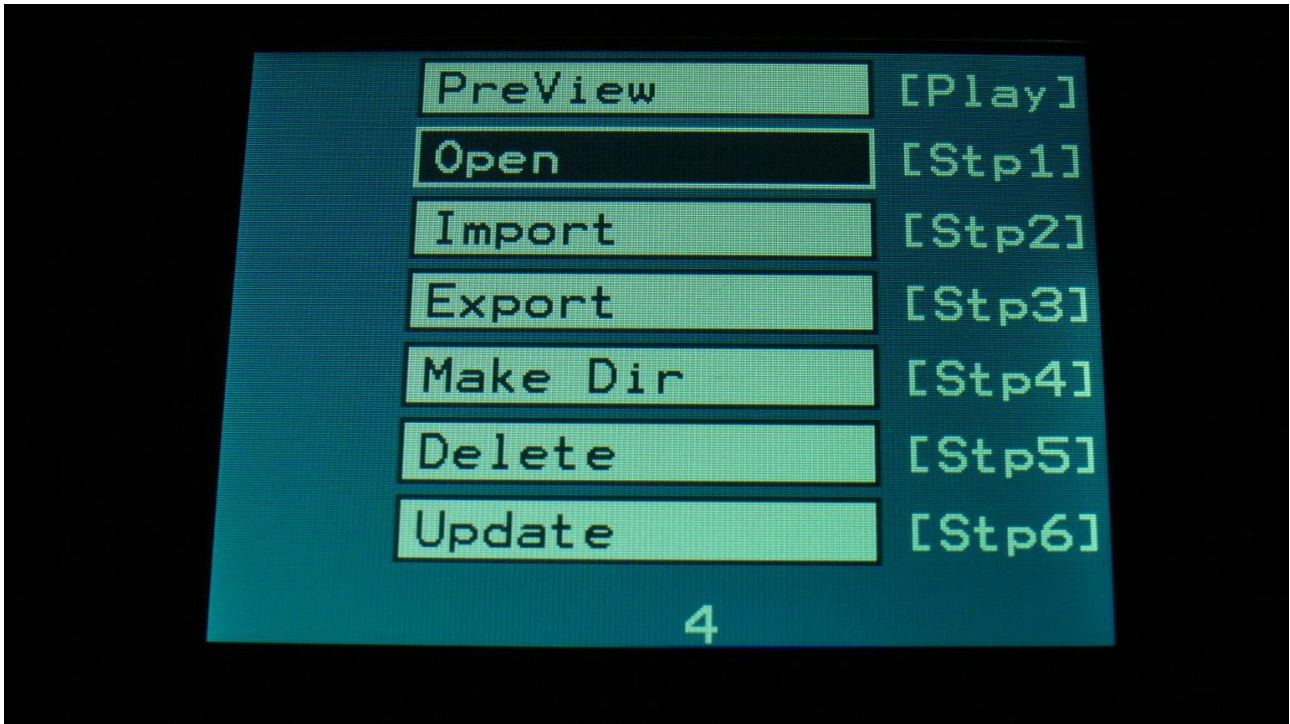 PreView [Play]
Open [Stp1]
Import [Stp2]
Export [Stp3]
Make Dir [Stp4]
Delete [Stp5]
Update [Stp6]
4